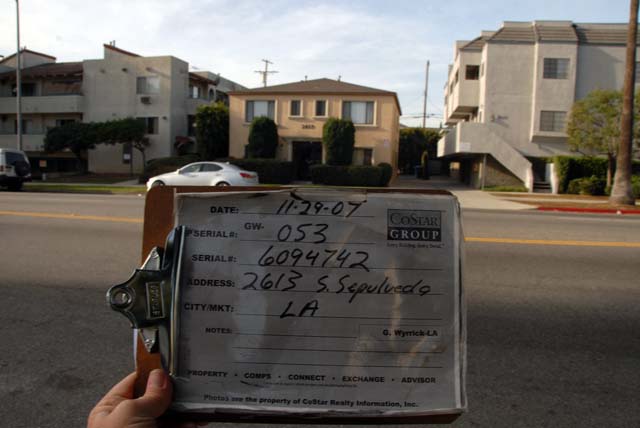 DATE: 11-29-07
GW-
SERIAL#: 053
CoStar
GROUP
SERIAL#: 6094742
ADDRESS: 2613 S. Sepulveda
CITY/MKT: LA
NOTES:
G. Wyrrick-LA
PROPERTY • COMPS • CONNECT • EXCHANGE • ADVISOR
Photos are the property of CoStar Realty Information, Inc.